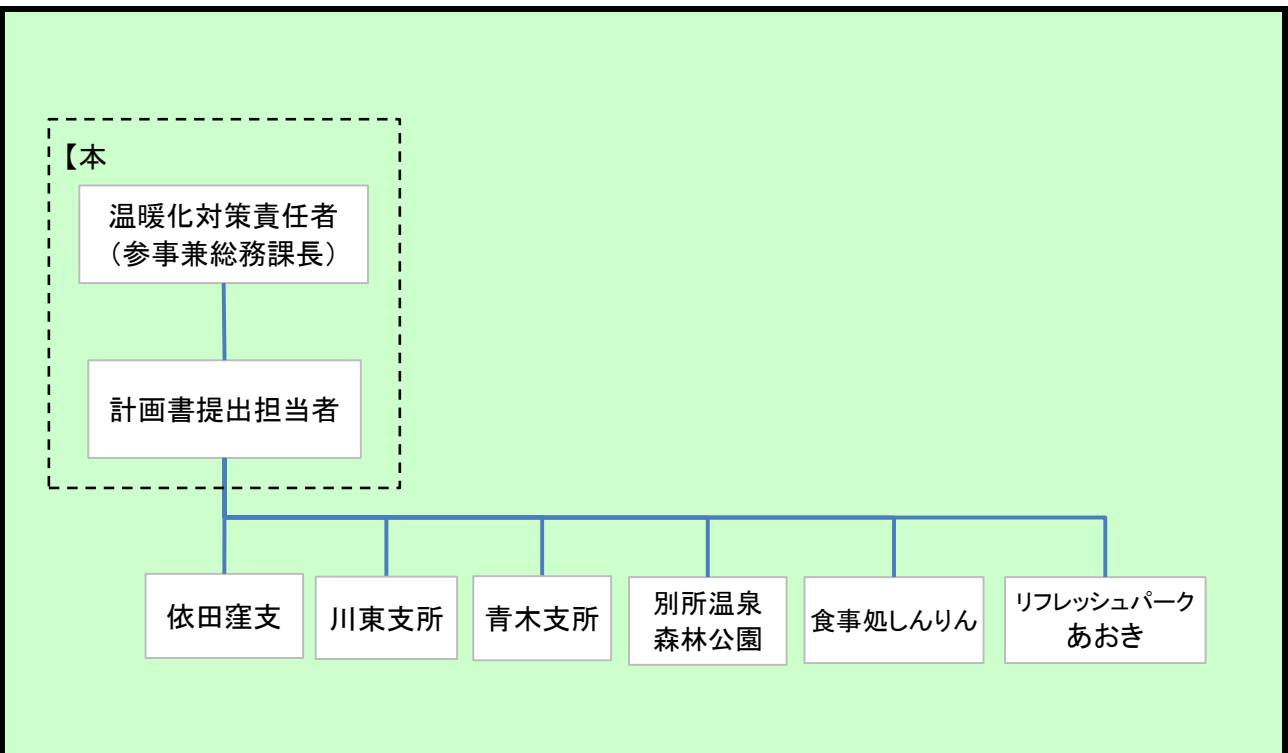 【本
温暖化対策責任者
（参事兼総務課長）
計画書提出担当者
依田窪支
川東支所
青木支所
別所温泉
森林公園
食事処しんりん
リフレッシュパーク
あおき